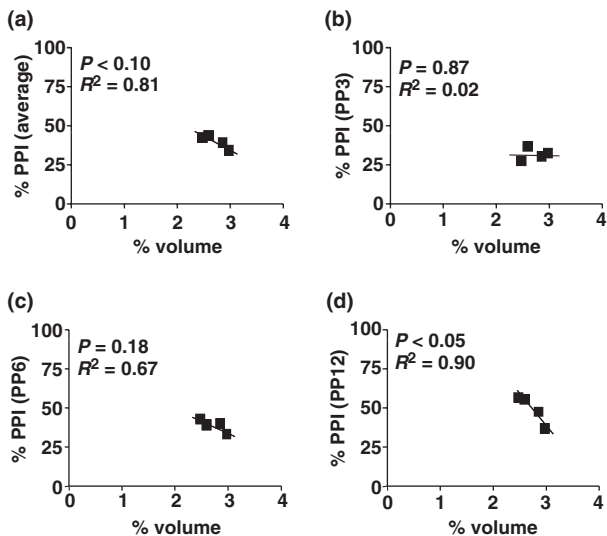 (a)
100
75
50
25
0
% PPI (average)
P < 0.10
R² = 0.81
0 1 2 3 4
% volume
(b)
100
75
50
25
0
% PPI (PP3)
P = 0.87
R² = 0.02
0 1 2 3 4
% volume
(c)
100
75
50
25
0
% PPI (PP6)
P = 0.18
R² = 0.67
0 1 2 3 4
% volume
(d)
100
75
50
25
0
% PPI (PP12)
P < 0.05
R² = 0.90
0 1 2 3 4
% volume